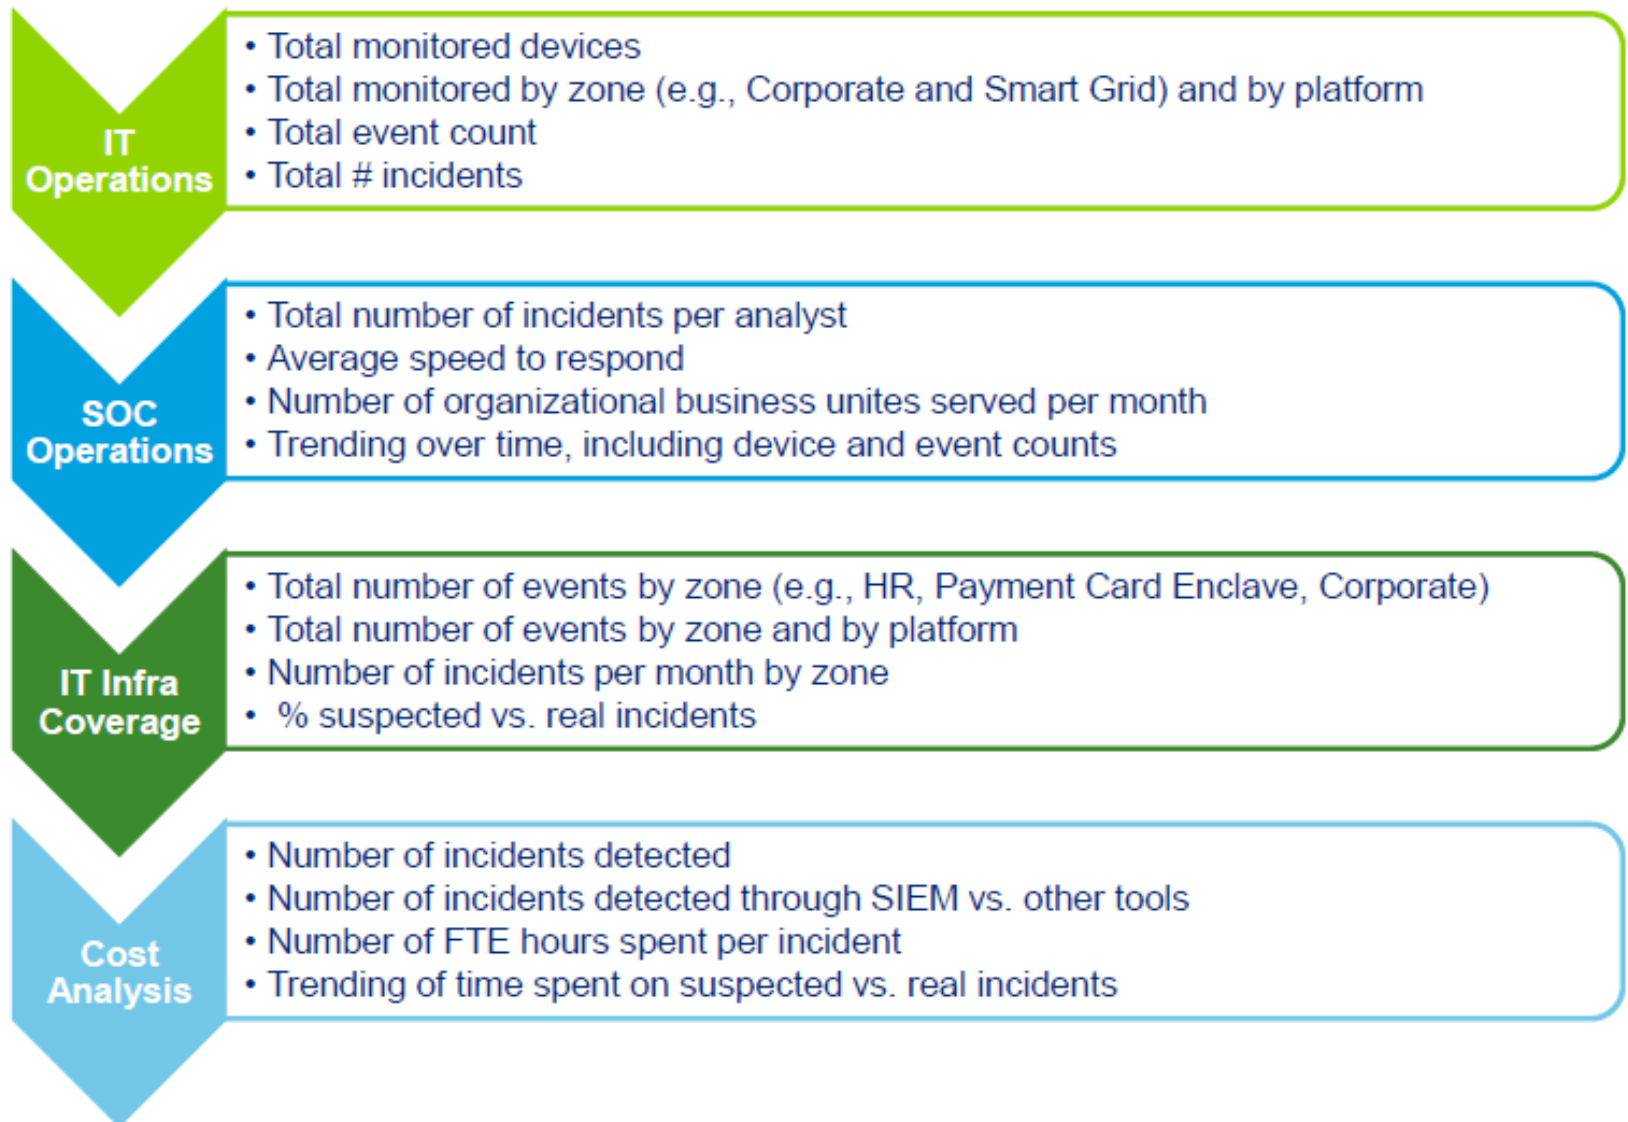 IT
Operations
• Total monitored devices
• Total monitored by zone (e.g., Corporate and Smart Grid) and by platform
• Total event count
• Total # incidents
SOC
Operations
• Total number of incidents per analyst
• Average speed to respond
• Number of organizational business unites served per month
• Trending over time, including device and event counts
IT Infra
Coverage
• Total number of events by zone (e.g., HR, Payment Card Enclave, Corporate)
• Total number of events by zone and by platform
• Number of incidents per month by zone
• % suspected vs. real incidents
Cost
Analysis
• Number of incidents detected
• Number of incidents detected through SIEM vs. other tools
• Number of FTE hours spent per incident
• Trending of time spent on suspected vs. real incidents